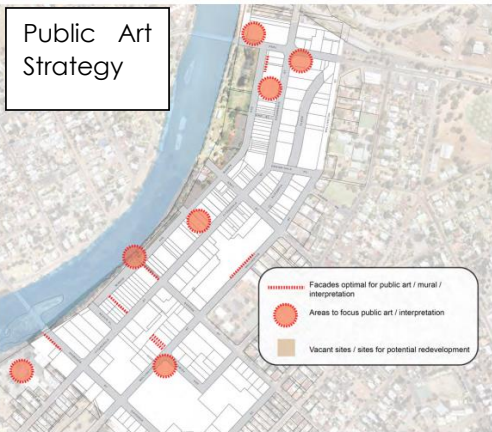 Public Art
Strategy
Facades optimal for public art / mural /
interpretation
Areas to focus public art / interpretation
Vacant sites / sites for potential redevelopment